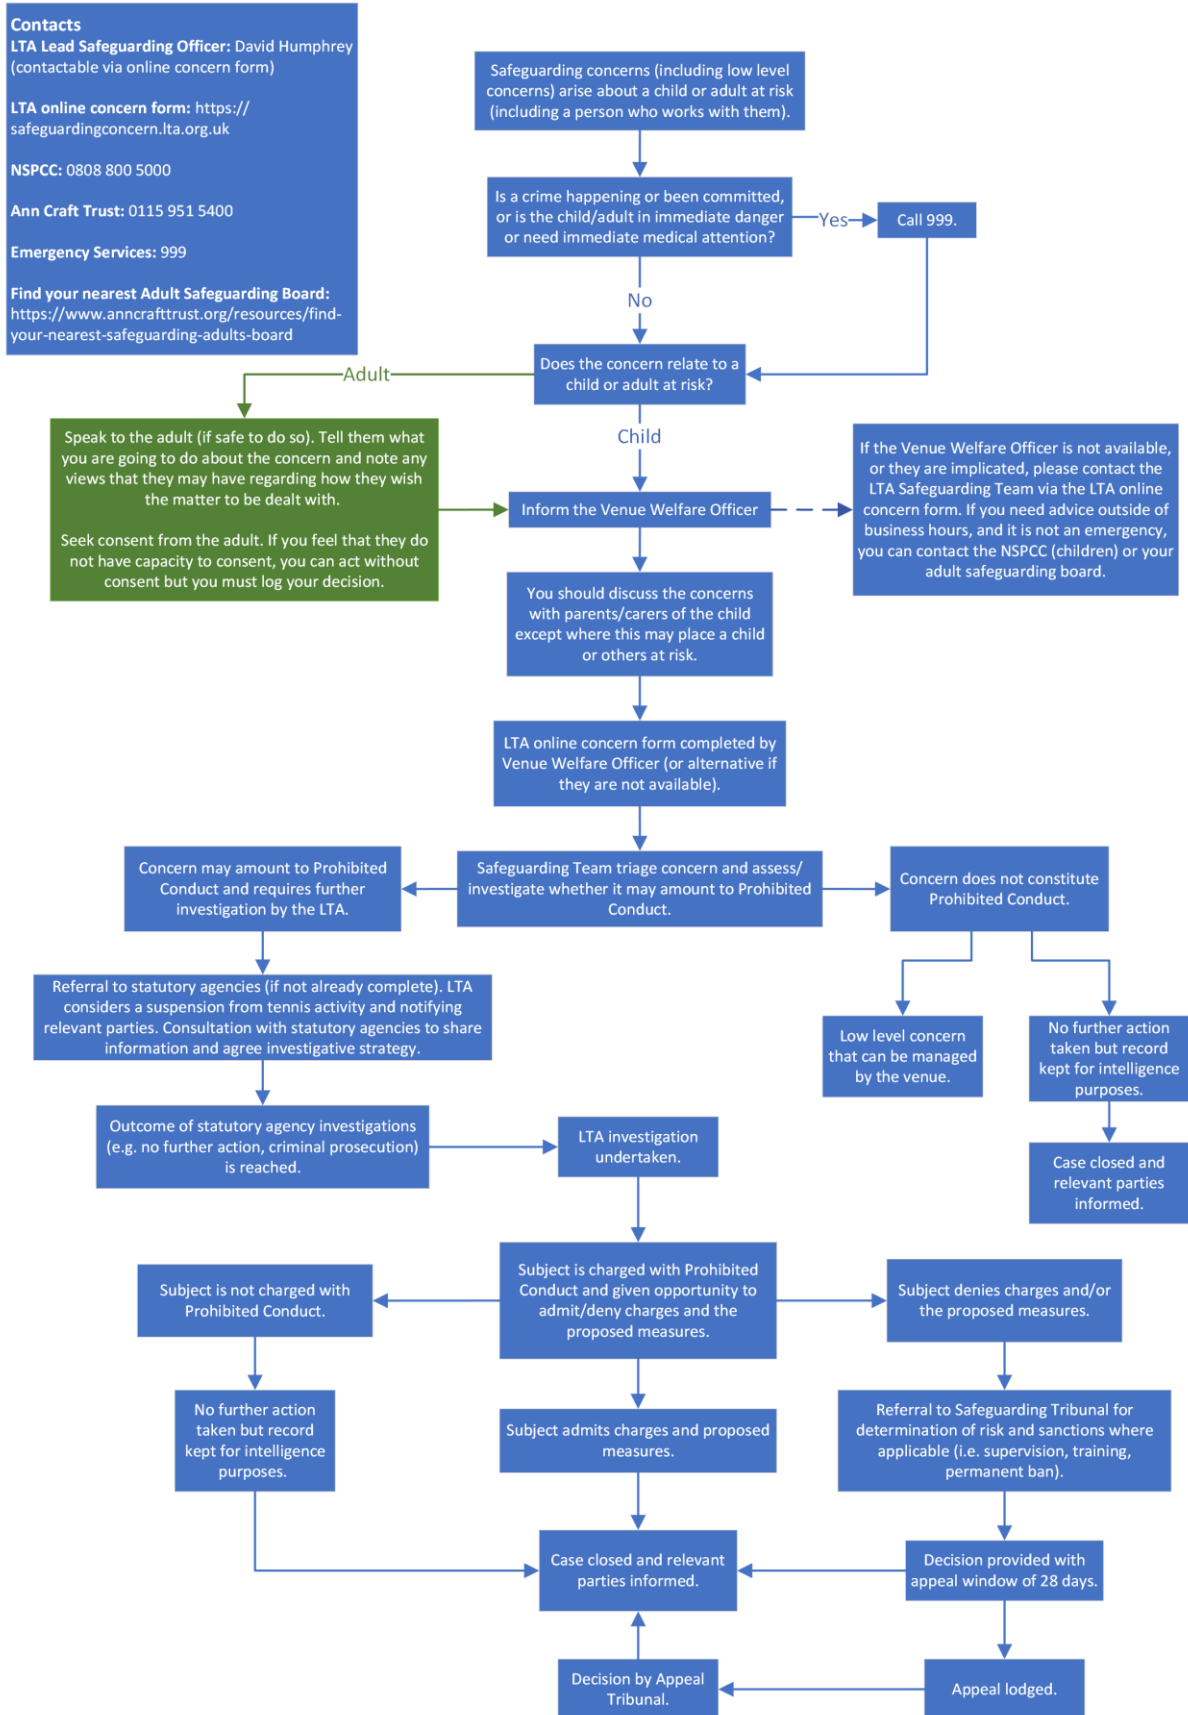 Contacts
LTA Lead Safeguarding Officer: David Humphrey
(contactable via online concern form)
LTA online concern form: https://
safeguardingconcern.lta.org.uk
NSPCC: 0808 800 5000
Ann Craft Trust: 0115 951 5400
Emergency Services: 999
Find your nearest Adult Safeguarding Board:
https://www.anncrafttrust.org/resources/find-
your-nearest-safeguarding-adults-board
Safeguarding concerns (including low level
concerns) arise about a child or adult at risk
(including a person who works with them).
Is a crime happening or been committed,
or is the child/adult in immediate danger
or need immediate medical attention?
Yes
Call 999.
No
Does the concern relate to a
child or adult at risk?
Adult
Child
Speak to the adult (if safe to do so). Tell them what
you are going to do about the concern and note any
views that they may have regarding how they wish
the matter to be dealt with.
Seek consent from the adult. If you feel that they do
not have capacity to consent, you can act without
consent but you must log your decision.
Inform the Venue Welfare Officer
If the Venue Welfare Officer is not available,
or they are implicated, please contact the
LTA Safeguarding Team via the LTA online
concern form. If you need advice outside of
business hours, and it is not an emergency,
you can contact the NSPCC (children) or your
adult safeguarding board.
You should discuss the concerns
with parents/carers of the child
except where this may place a child
or others at risk.
LTA online concern form completed by
Venue Welfare Officer (or alternative if
they are not available).
Concern may amount to Prohibited
Conduct and requires further
investigation by the LTA.
Safeguarding Team triage concern and assess/
investigate whether it may amount to Prohibited
Conduct.
Concern does not constitute
Prohibited Conduct.
Referral to statutory agencies (if not already complete). LTA
considers a suspension from tennis activity and notifying
relevant parties. Consultation with statutory agencies to share
information and agree investigative strategy.
Low level concern
that can be managed
by the venue.
No further action
taken but record
kept for intelligence
purposes.
Outcome of statutory agency investigations
(e.g. no further action, criminal prosecution)
is reached.
LTA investigation
undertaken.
Case closed and
relevant parties
informed.
Subject is not charged with
Prohibited Conduct.
Subject is charged with Prohibited
Conduct and given opportunity to
admit/deny charges and the
proposed measures.
Subject denies charges and/or
the proposed measures.
No further action
taken but record
kept for intelligence
purposes.
Subject admits charges and proposed
measures.
Referral to Safeguarding Tribunal for
determination of risk and sanctions where
applicable (i.e. supervision, training,
permanent ban).
Case closed and relevant
parties informed.
Decision provided with
appeal window of 28 days.
Decision by Appeal
Tribunal.
Appeal lodged.